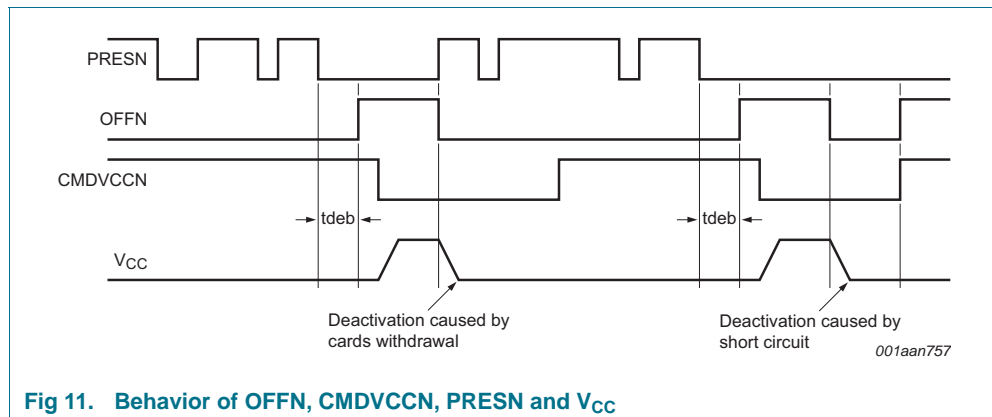 PRESN
OFFN
CMDVCCN
tdeb
tdeb
VCC
Deactivation caused by
cards withdrawal
Deactivation caused by
short circuit
001aan757
Fig 11. Behavior of OFFN, CMDVCCN, PRESN and VCC